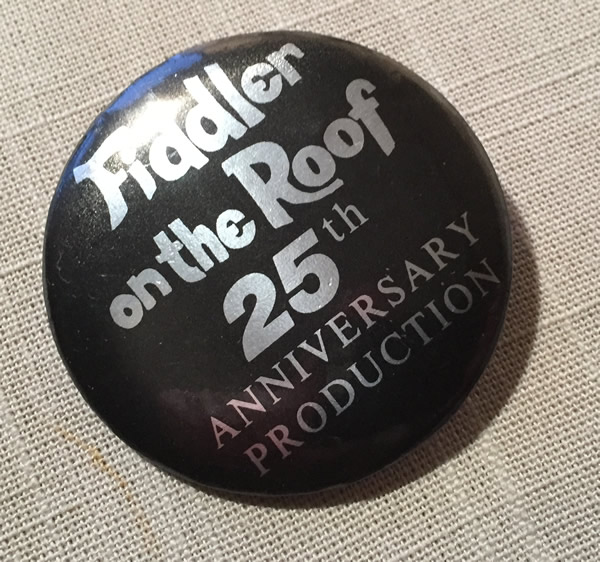 Fiddler
on the Roof
25th
ANNIVERSARY
PRODUCTION